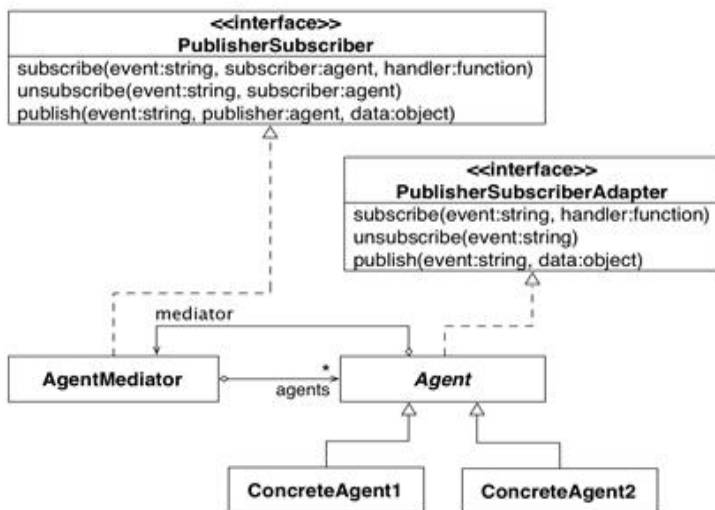 <<interface>>
PublisherSubscriber
subscribe(event:string, subscriber:agent, handler:function)
unsubscribe(event:string, subscriber:agent)
publish(event:string, publisher:agent, data:object)
<<interface>>
PublisherSubscriberAdapter
subscribe(event:string, handler:function)
unsubscribe(event:string)
publish(event:string, data:object)
mediator
AgentMediator
*
agents
Agent
ConcreteAgent1
ConcreteAgent2